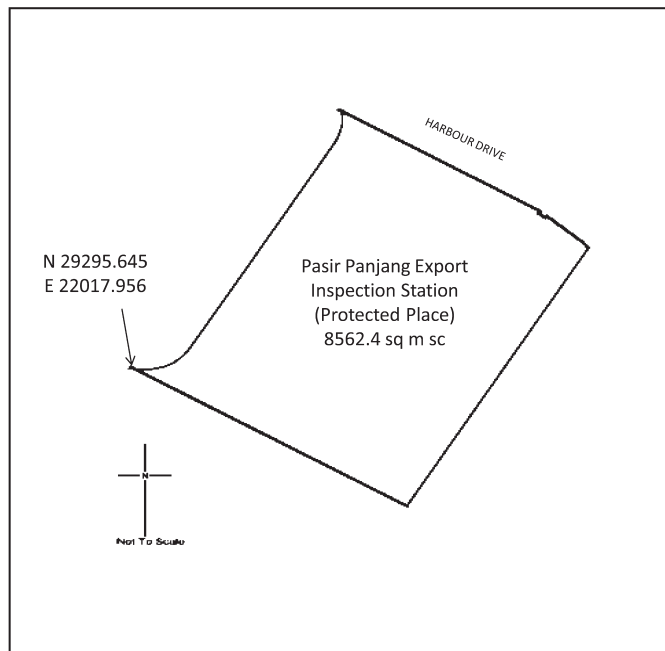 HARBOUR DRIVE
N 29295.645
E 22017.956
Pasir Panjang Export
Inspection Station
(Protected Place)
8562.4 sq m sc
N
Not To Scale